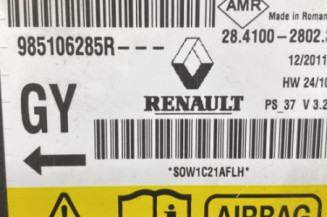 AMR
Made in Roman
985106285R---
28.4100-2802.3
12/2011
HW 24/10
GY
RENAULT
PS_37 V 3.2
*S0W1C21AFLH*
AIRBAG